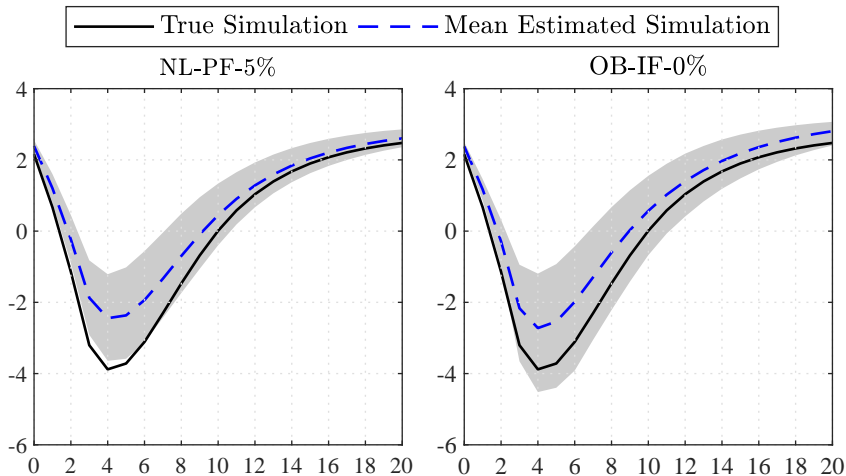 True Simulation Mean Estimated Simulation
NL-PF-5% OB-IF-0%
4 4
2 2
0 0
-2 -2
-4 -4
-6 -6
0 2 4 6 8 10 12 14 16 18 20 0 2 4 6 8 10 12 14 16 18 20